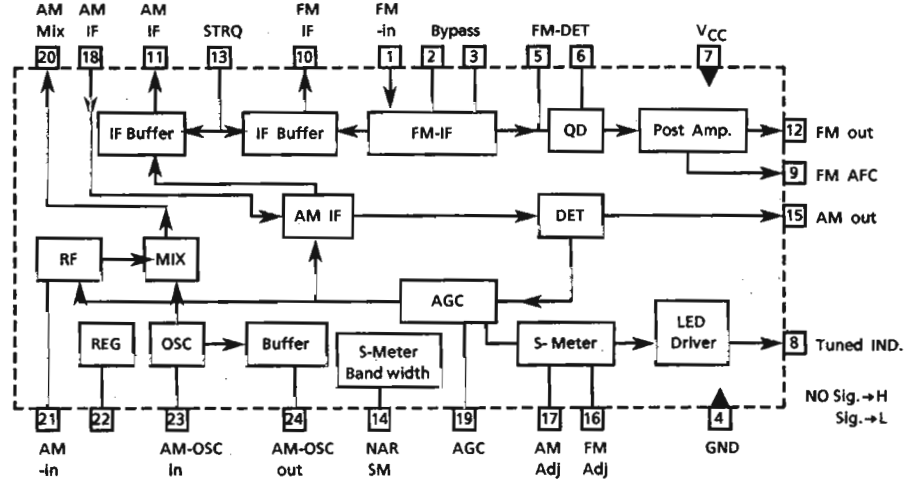 AM Mix
AM IF
AM IF
STRQ
FM IF
FM -in
Bypass
FM-DET
VCC
20
18
11
13
10
1
2
3
5
6
7
IF Buffer
IF Buffer
FM-IF
QD
Post Amp.
12 FM out
9 FM AFC
AM IF
DET
15 AM out
RF
MIX
AGC
REG
OSC
Buffer
S-Meter
Band width
S- Meter
LED
Driver
8 Tuned IND.
NO Sig.→H
Sig.→L
21
22
23
24
14
19
17
16
4
AM -in
AM-OSC in
AM-OSC out
NAR SM
AGC
AM Adj
FM Adj
GND